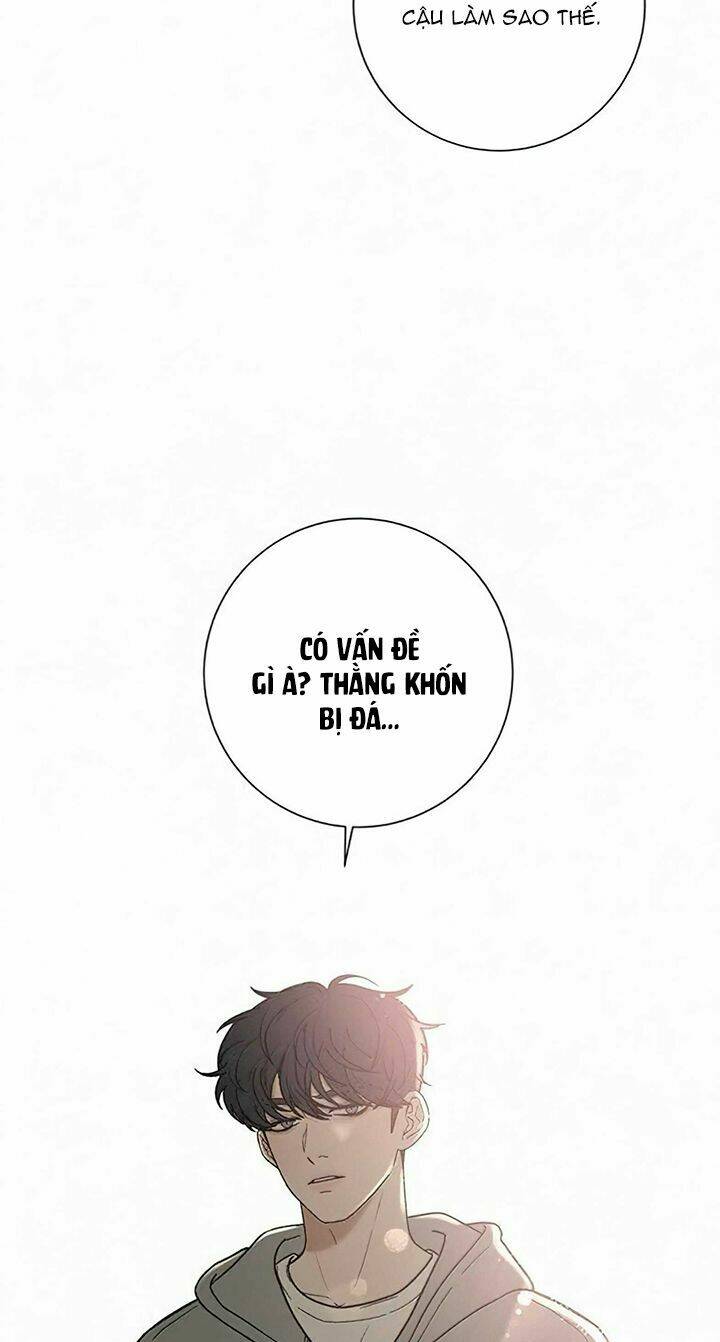 CẬU LÀM SAO THẾ.
CÓ VẤN ĐỀ
GÌ À? THẰNG KHỐN
BỊ ĐÁ...